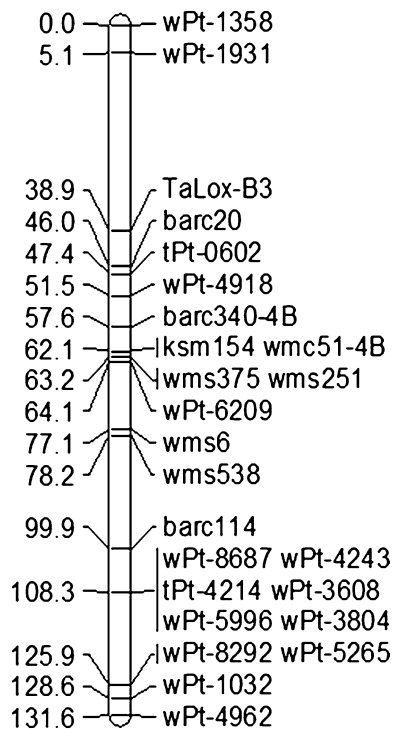 0.0 wPt-1358
5.1 wPt-1931
38.9 TaLox-B3
46.0 barc20
47.4 tPt-0602
51.5 wPt-4918
57.6 barc340-4B
62.1 ksm154 wmc51-4B
63.2 wms375 wms251
64.1 wPt-6209
77.1 wms6
78.2 wms538
99.9 barc114
wPt-8687 wPt-4243
108.3 tPt-4214 wPt-3608
wPt-5996 wPt-3804
125.9 wPt-8292 wPt-5265
128.6 wPt-1032
131.6 wPt-4962